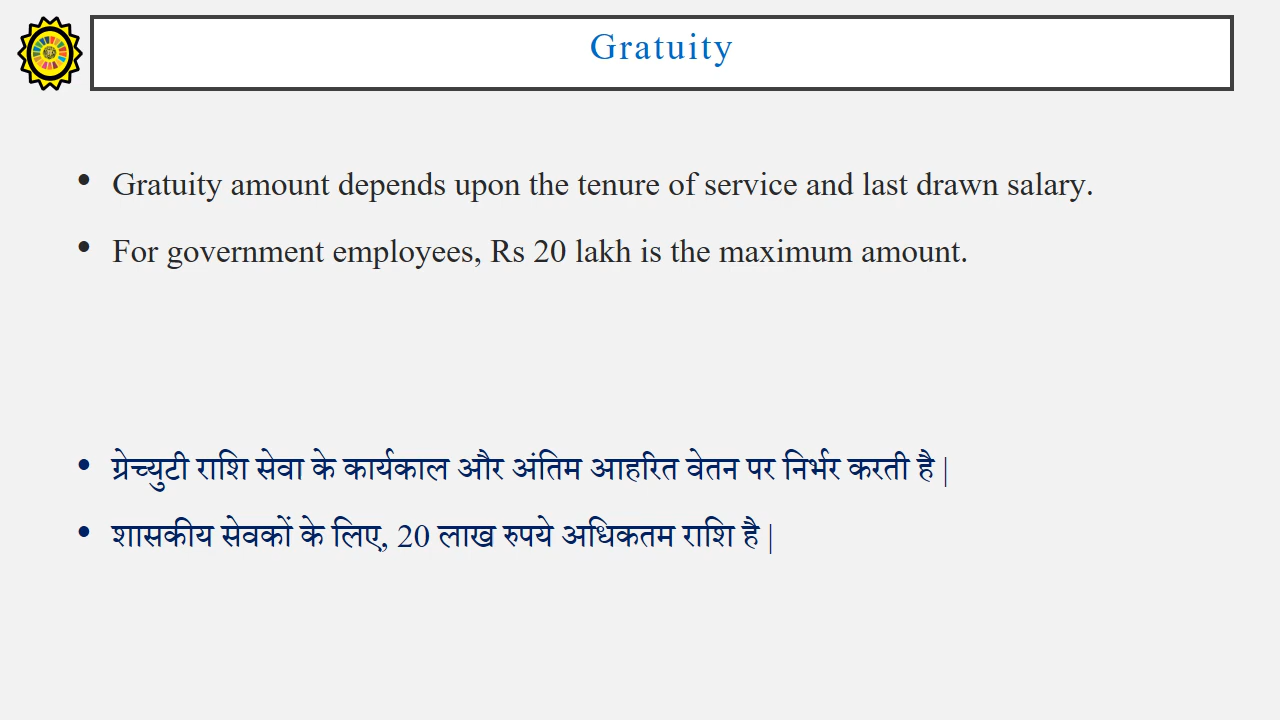 Gratuity
• Gratuity amount depends upon the tenure of service and last drawn salary.
• For government employees, Rs 20 lakh is the maximum amount.
• ग्रेच्युटी राशि सेवा के कार्यकाल और अंतिम आहरित वेतन पर निर्भर करती है |
• शासकीय सेवकों के लिए, 20 लाख रुपये अधिकतम राशि है |